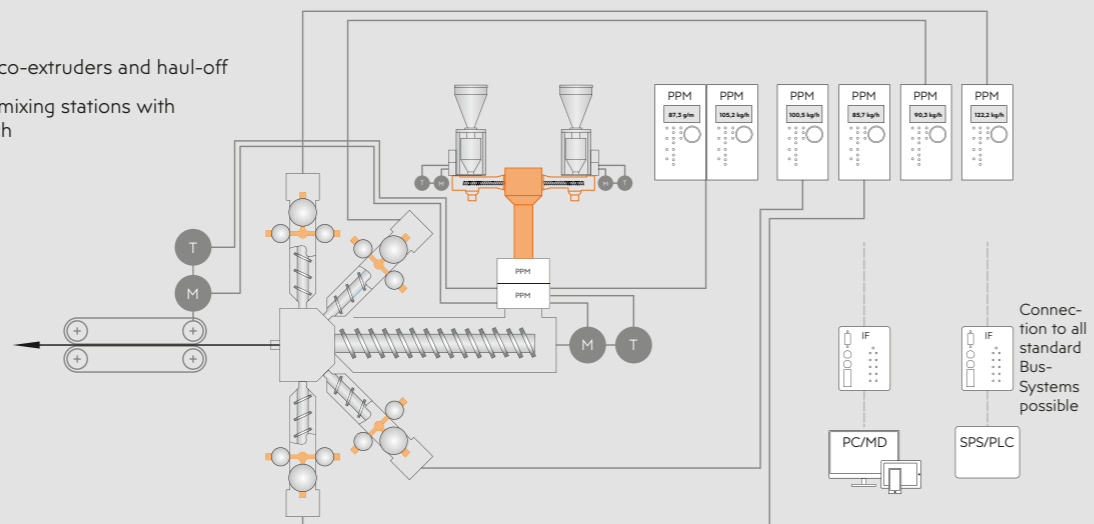 co-extruders and haul-off
mixing stations with
h
PPM
PPM
PPM
PPM
PPM
PPM
87,3 g/m
105,2 kg/h
100,5 kg/h
85,7 kg/h
90,3 kg/h
122,2 kg/h
T
M
M
T
T
M
PPM
PPM
M
T
IF
IF
Connec-
tion to all
standard
Bus-
Systems
possible
PC/MD
SPS/PLC